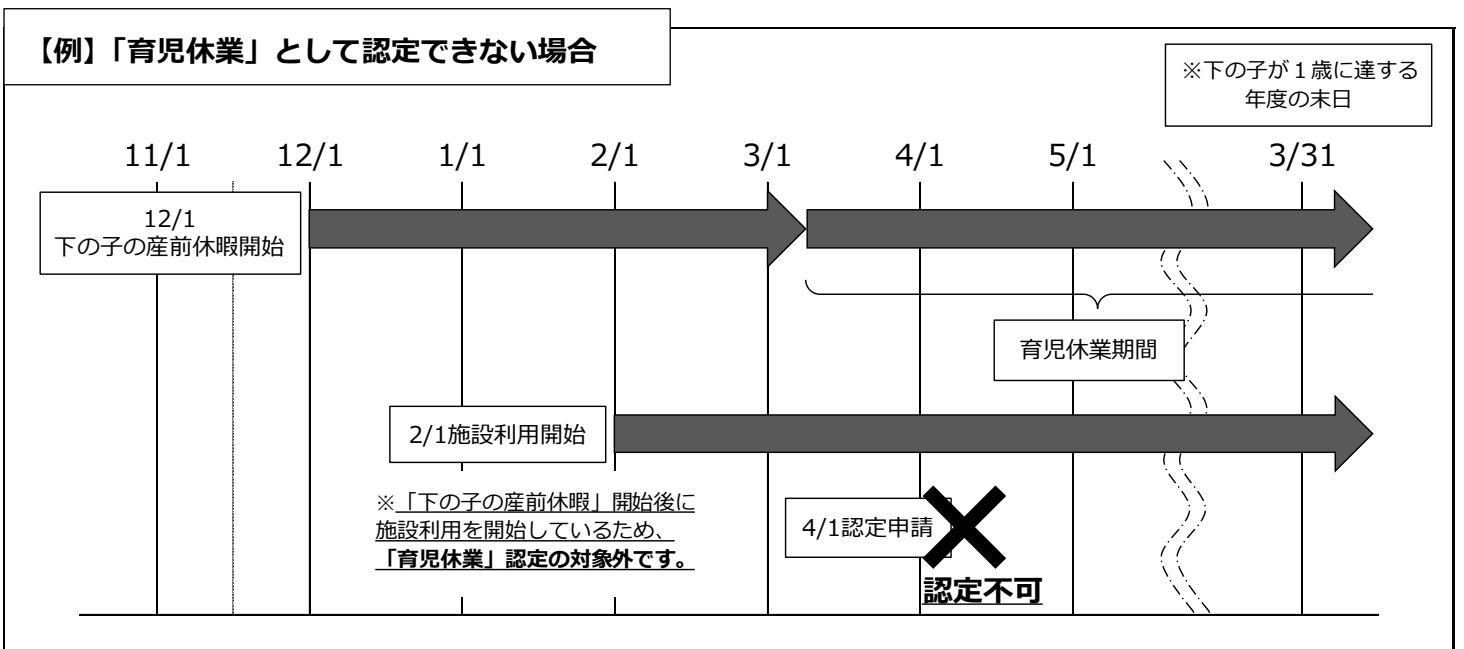 【例】「育児休業」として認定できない場合
※下の子が１歳に達する
年度の末日
11/1
12/1
1/1
2/1
3/1
4/1
5/1
3/31
12/1
下の子の産前休暇開始
育児休業期間
2/1施設利用開始
※「下の子の産前休暇」開始後に
施設利用を開始しているため、
「育児休業」認定の対象外です。
4/1認定申請
認定不可